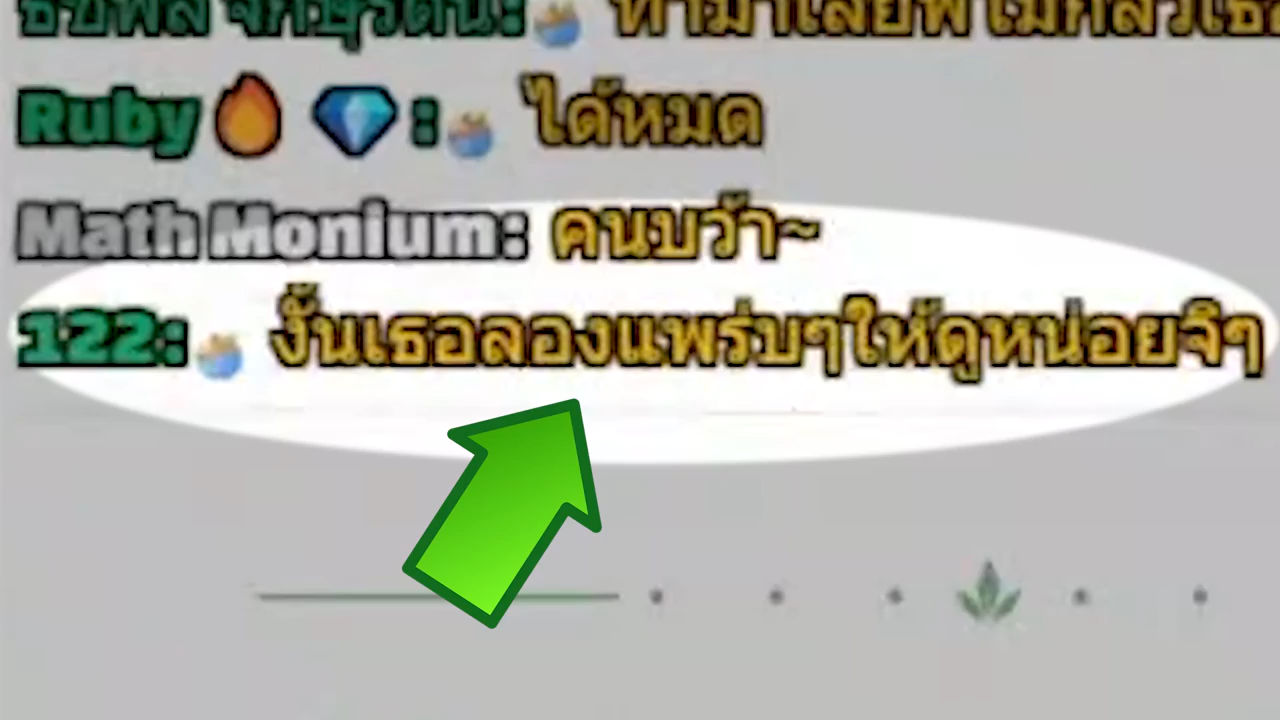 Ruby🔥 💎: ได้หมด
Math Monium: คนบว้า~
122: งั้นเธอลองแพร่บๆให้ดูหน่อยจิๆ